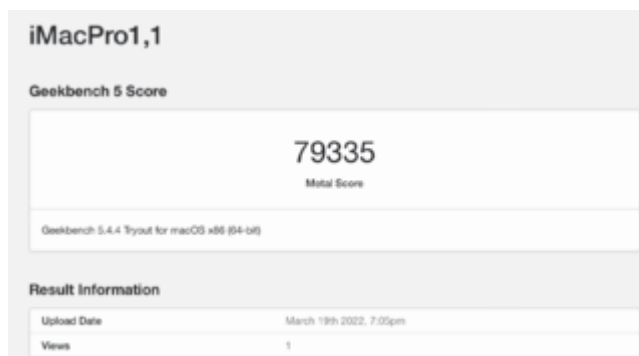 iMacPro1,1
Geekbench 5 Score
79335
Metal Score
Geekbench 5.4.4 Tryout for macOS x86 (64-bit)
Result Information
Upload Date March 19th 2022, 7:05pm
Views 1